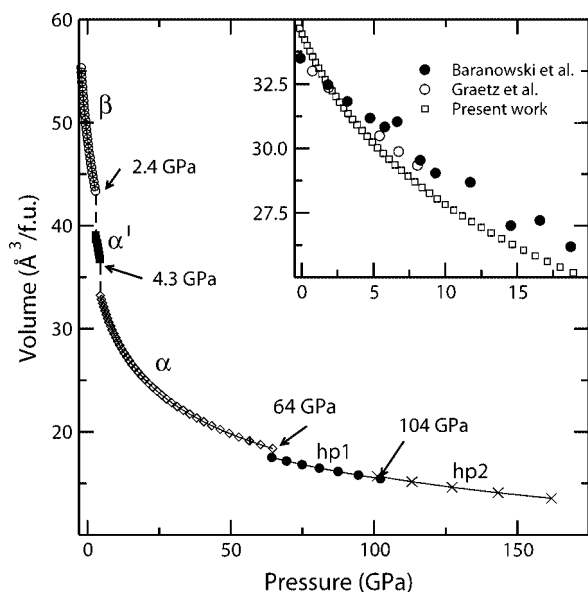 60
50
40
30
20
Volume (Å³/f.u.)
β
2.4 GPa
α'
4.3 GPa
α
64 GPa
hp1
104 GPa
hp2
0 50 100 150
Pressure (GPa)
32.5
30.0
27.5
● Baranowski et al.
○ Graetz et al.
□ Present work
0 5 10 15